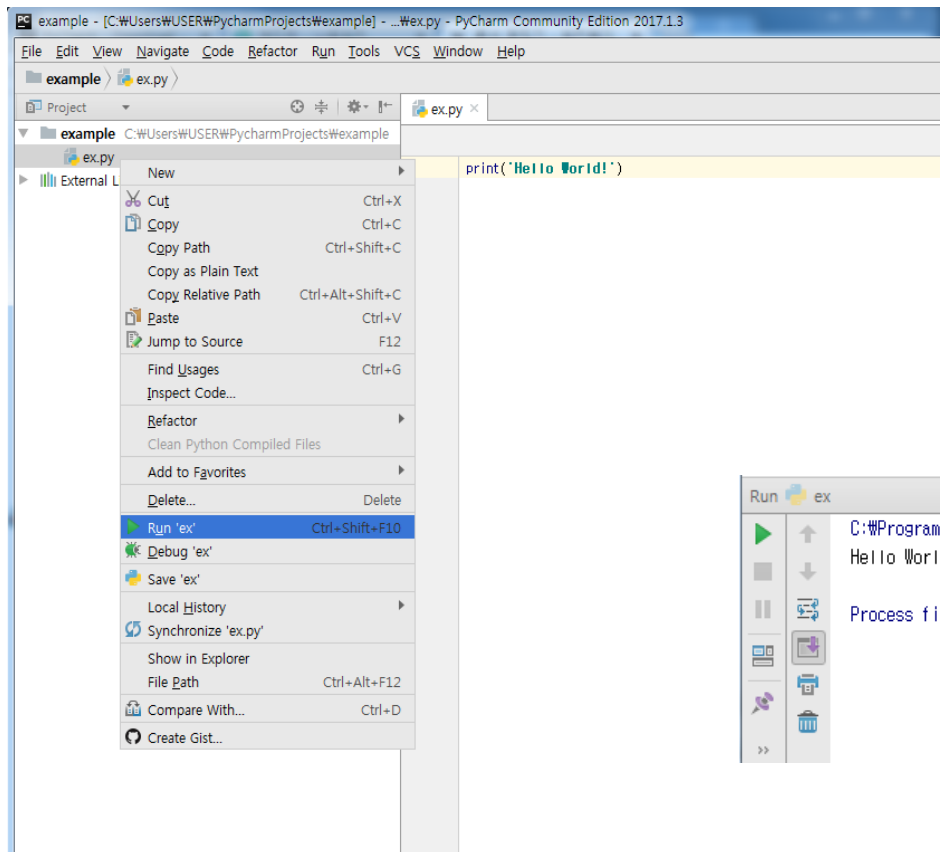 example - [C:₩Users₩USER₩PycharmProjects₩example] - ...₩ex.py - PyCharm Community Edition 2017.1.3
File Edit View Navigate Code Refactor Run Tools VCS Window Help
example ex.py
Project
ex.py
example C:₩Users₩USER₩PycharmProjects₩example
ex.py
External L
print('Hello World!')
New
Cut Ctrl+X
Copy Ctrl+C
Copy Path Ctrl+Shift+C
Copy as Plain Text
Copy Relative Path Ctrl+Alt+Shift+C
Paste Ctrl+V
Jump to Source F12
Find Usages Ctrl+G
Inspect Code...
Refactor
Clean Python Compiled Files
Add to Favorites
Delete... Delete
Run 'ex' Ctrl+Shift+F10
Debug 'ex'
Save 'ex'
Local History
Synchronize 'ex.py'
Show in Explorer
File Path Ctrl+Alt+F12
Compare With... Ctrl+D
Create Gist...
Run ex
C:₩Program
Hello Worl
Process fi